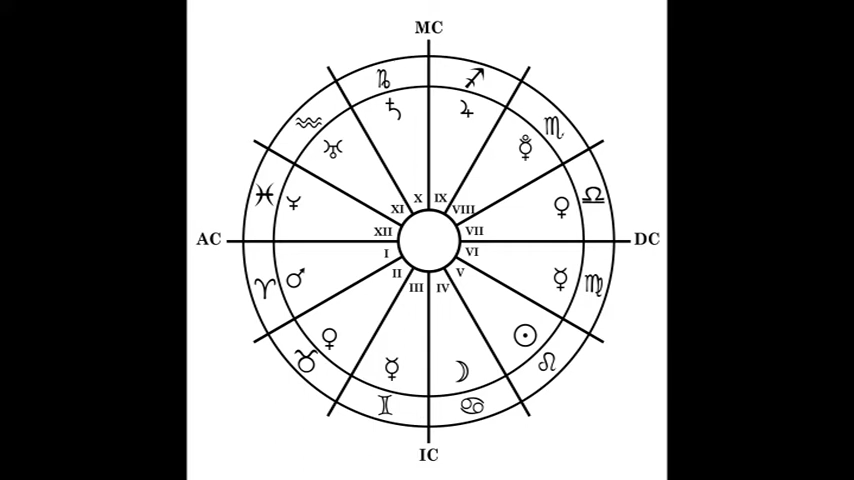 MC
♑ ♐
♄ ♃
♒ ♏
♅ ♇
♓ ♆ ♀ ♎
X IX
XI VIII
XII VII
AC DC
I VI
II V
III IV
♈ ♂ ☿ ♍
♀ ☉
♉ ♌
☿ ☽
♊ ♋
IC